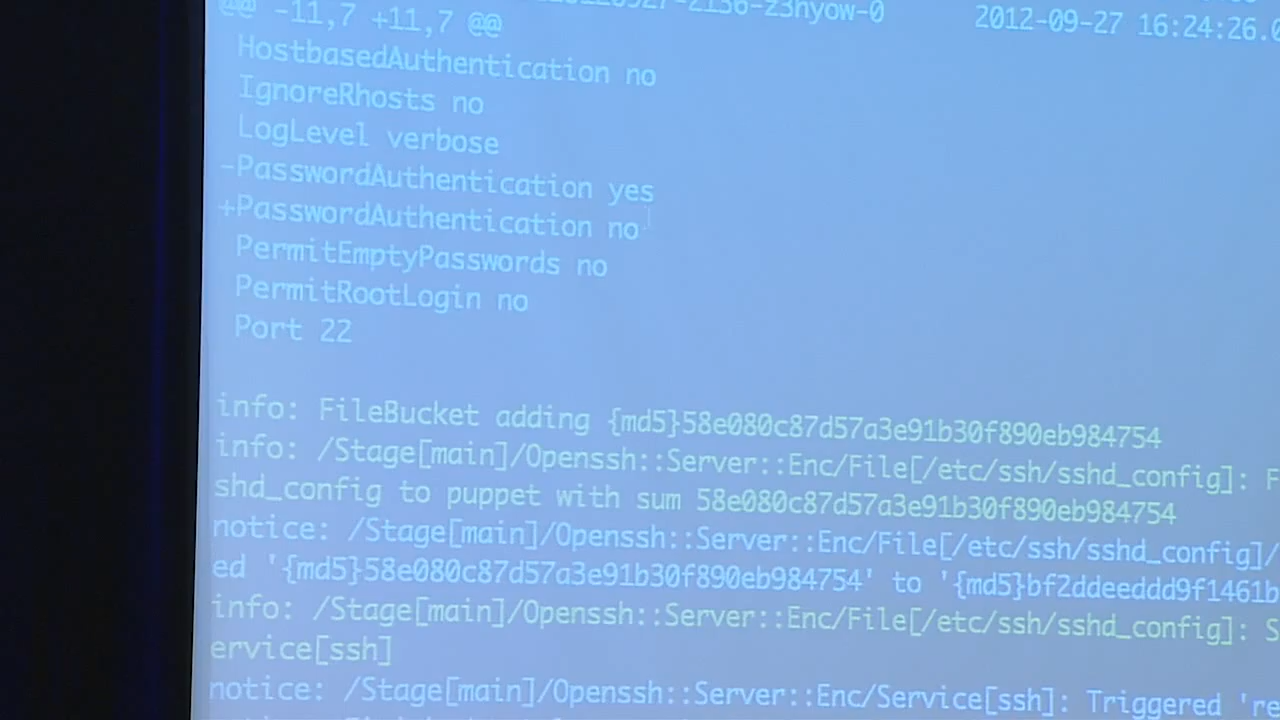 @@ -11,7 +11,7 @@ 2012-09-27 16:24:26.0
HostbasedAuthentication no
IgnoreRhosts no
LogLevel verbose
-PasswordAuthentication yes
+PasswordAuthentication no
PermitEmptyPasswords no
PermitRootLogin no
Port 22
info: FileBucket adding {md5}58e080c87d57a3e91b30f890eb984754
info: /Stage[main]/Openssh::Server::Enc/File[/etc/ssh/sshd_config]: F
shd_config to puppet with sum 58e080c87d57a3e91b30f890eb984754
notice: /Stage[main]/Openssh::Server::Enc/File[/etc/ssh/sshd_config]/
ed '{md5}58e080c87d57a3e91b30f890eb984754' to '{md5}bf2ddeeddd9f1461b
info: /Stage[main]/Openssh::Server::Enc/File[/etc/ssh/sshd_config]: S
ervice[ssh]
notice: /Stage[main]/Openssh::Server::Enc/Service[ssh]: Triggered 're